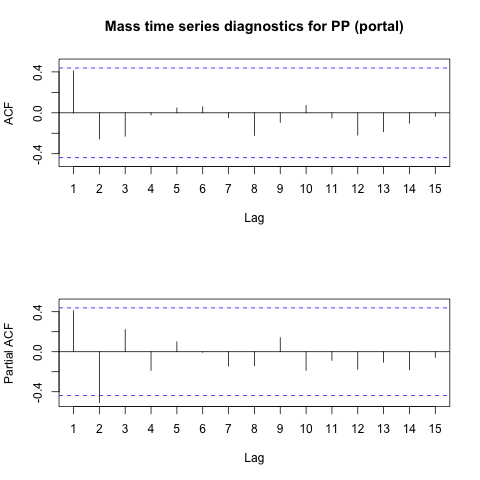 Mass time series diagnostics for PP (portal)
ACF
0.4
0.0
-0.4
1 2 3 4 5 6 7 8 9 10 11 12 13 14 15
Lag
Partial ACF
0.4
0.0
-0.4
1 2 3 4 5 6 7 8 9 10 11 12 13 14 15
Lag